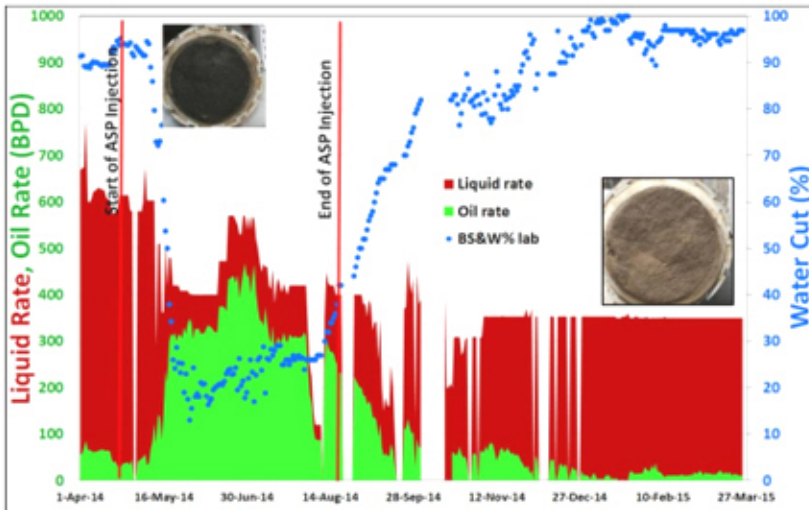 Liquid Rate, Oil Rate (BPD)
1000
900
800
700
600
500
400
300
200
100
0
Start of ASP Injection
End of ASP Injection
Liquid rate
Oil rate
BS&W% lab
100
90
80
70
60
50
40
30
20
10
0
Water Cut (%)
1-Apr-14 16-May-14 30-Jun-14 14-Aug-14 28-Sep-14 12-Nov-14 27-Dec-14 10-Feb-15 27-Mar-15